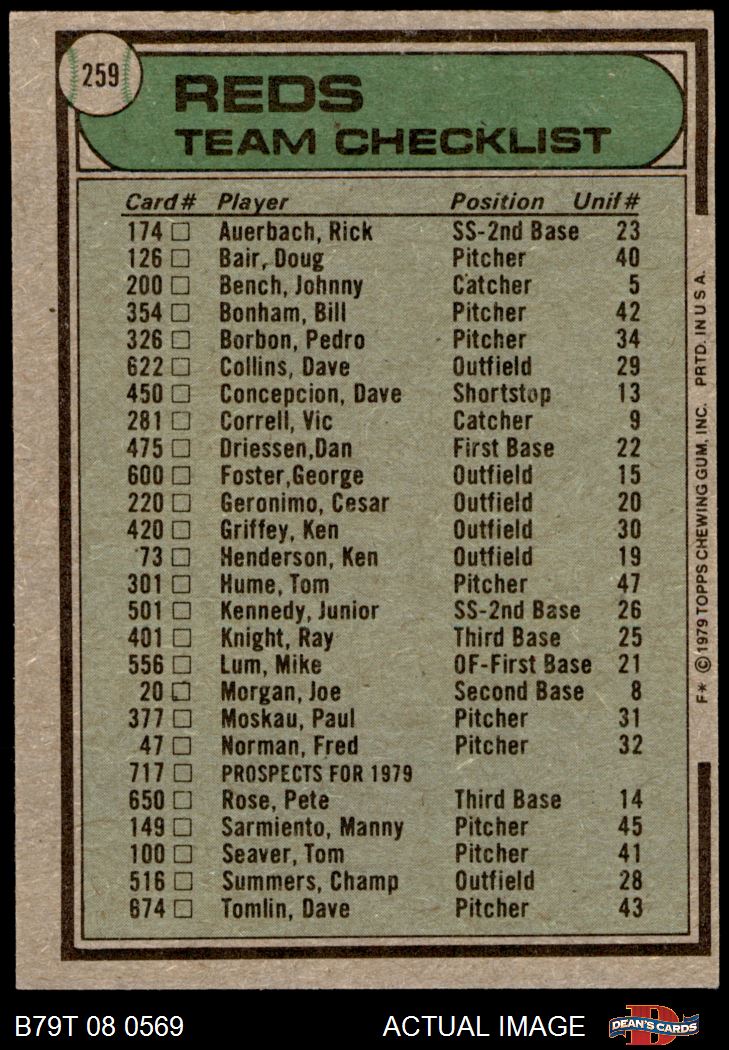 259
REDS
TEAM CHECKLIST
Card# Player Position Unif#
174 □ Auerbach, Rick SS-2nd Base 23
126 □ Bair, Doug Pitcher 40
200 □ Bench, Johnny Catcher 5
354 □ Bonham, Bill Pitcher 42
326 □ Borbon, Pedro Pitcher 34
622 □ Collins, Dave Outfield 29
450 □ Concepcion, Dave Shortstop 13
281 □ Correll, Vic Catcher 9
475 □ Driessen,Dan First Base 22
600 □ Foster,George Outfield 15
220 □ Geronimo, Cesar Outfield 20
420 □ Griffey, Ken Outfield 30
73 □ Henderson, Ken Outfield 19
301 □ Hume, Tom Pitcher 47
501 □ Kennedy, Junior SS-2nd Base 26
401 □ Knight, Ray Third Base 25
556 □ Lum, Mike OF-First Base 21
20 □ Morgan, Joe Second Base 8
377 □ Moskau, Paul Pitcher 31
47 □ Norman, Fred Pitcher 32
717 □ PROSPECTS FOR 1979
650 □ Rose, Pete Third Base 14
149 □ Sarmiento, Manny Pitcher 45
100 □ Seaver, Tom Pitcher 41
516 □ Summers, Champ Outfield 28
674 □ Tomlin, Dave Pitcher 43
F* © 1979 TOPPS CHEWING GUM, INC. PRTD. IN U S A.
B79T 08 0569 ACTUAL IMAGE
D
DEAN'S CARDS